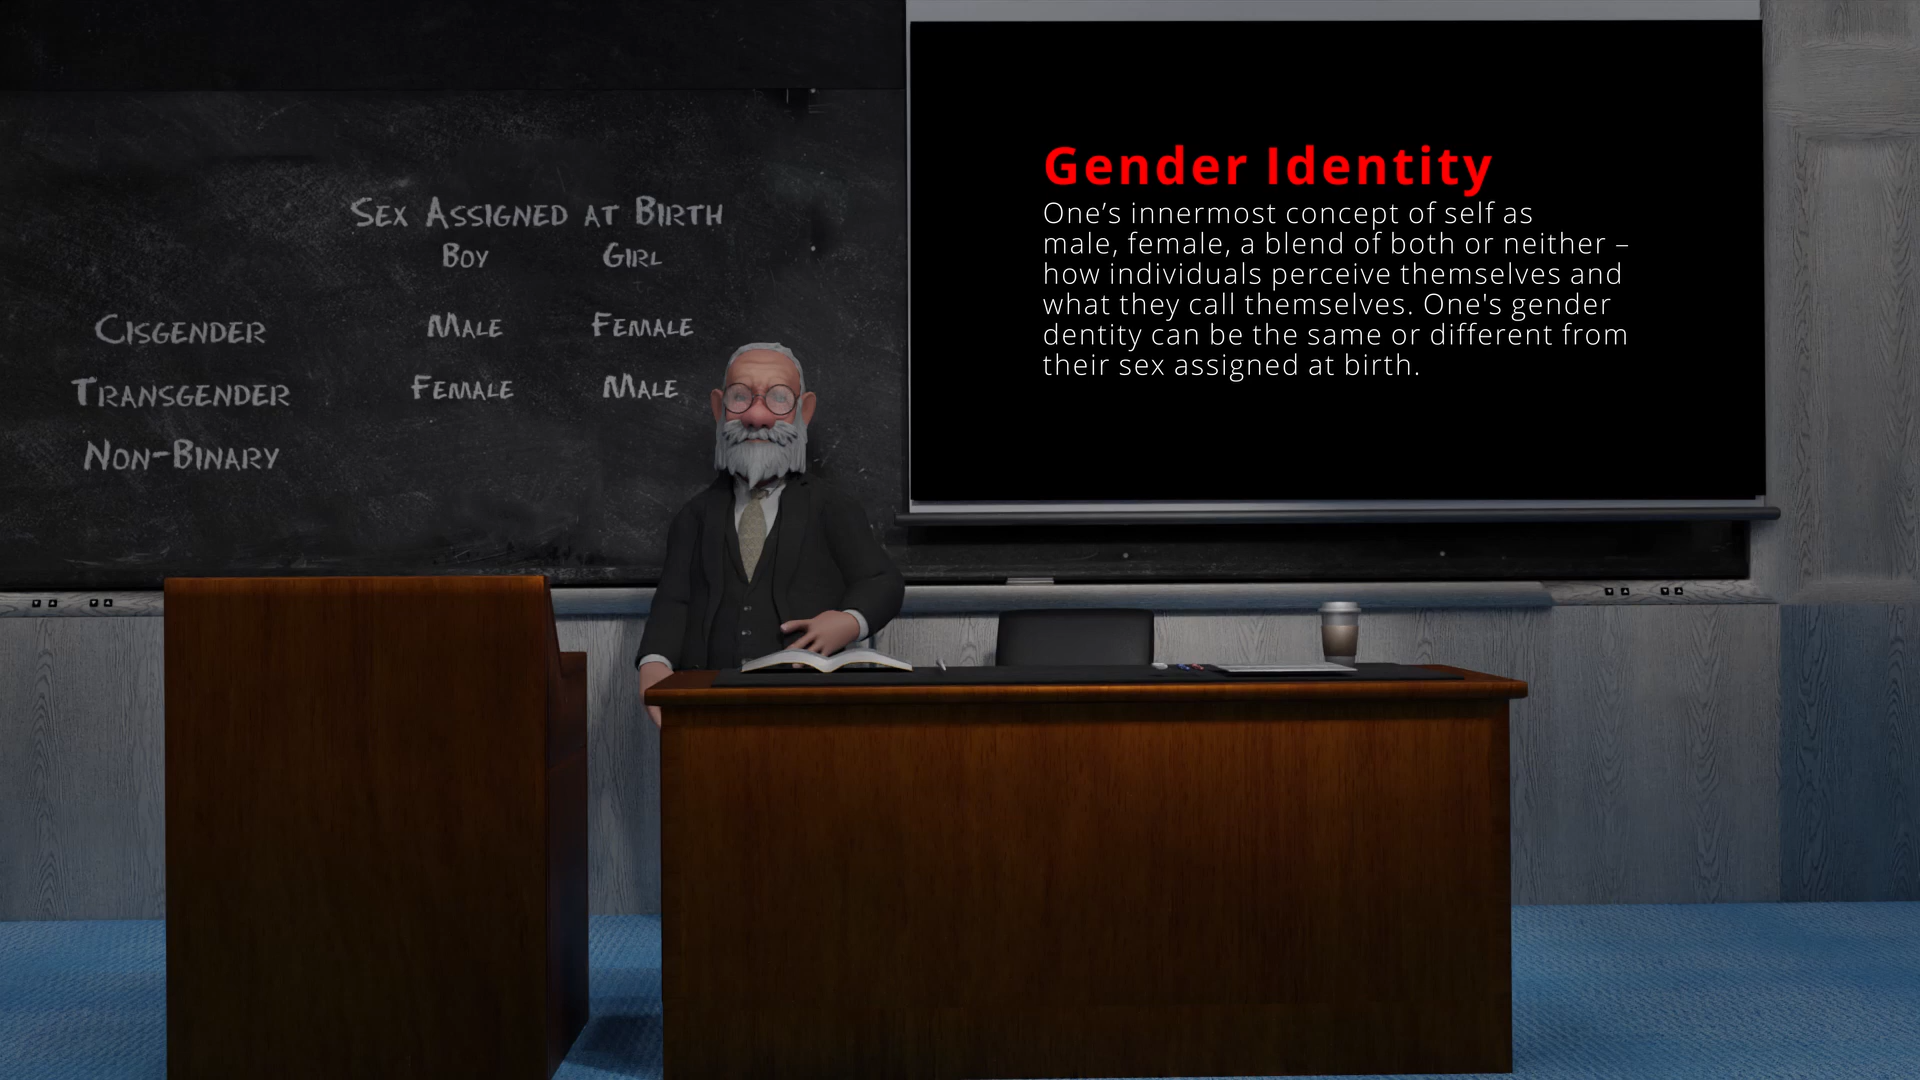 Sex Assigned at Birth
Boy Girl
Cisgender Male Female
Transgender Female Male
Non-Binary
Gender Identity
One’s innermost concept of self as
male, female, a blend of both or neither –
how individuals perceive themselves and
what they call themselves. One's gender
dentity can be the same or different from
their sex assigned at birth.